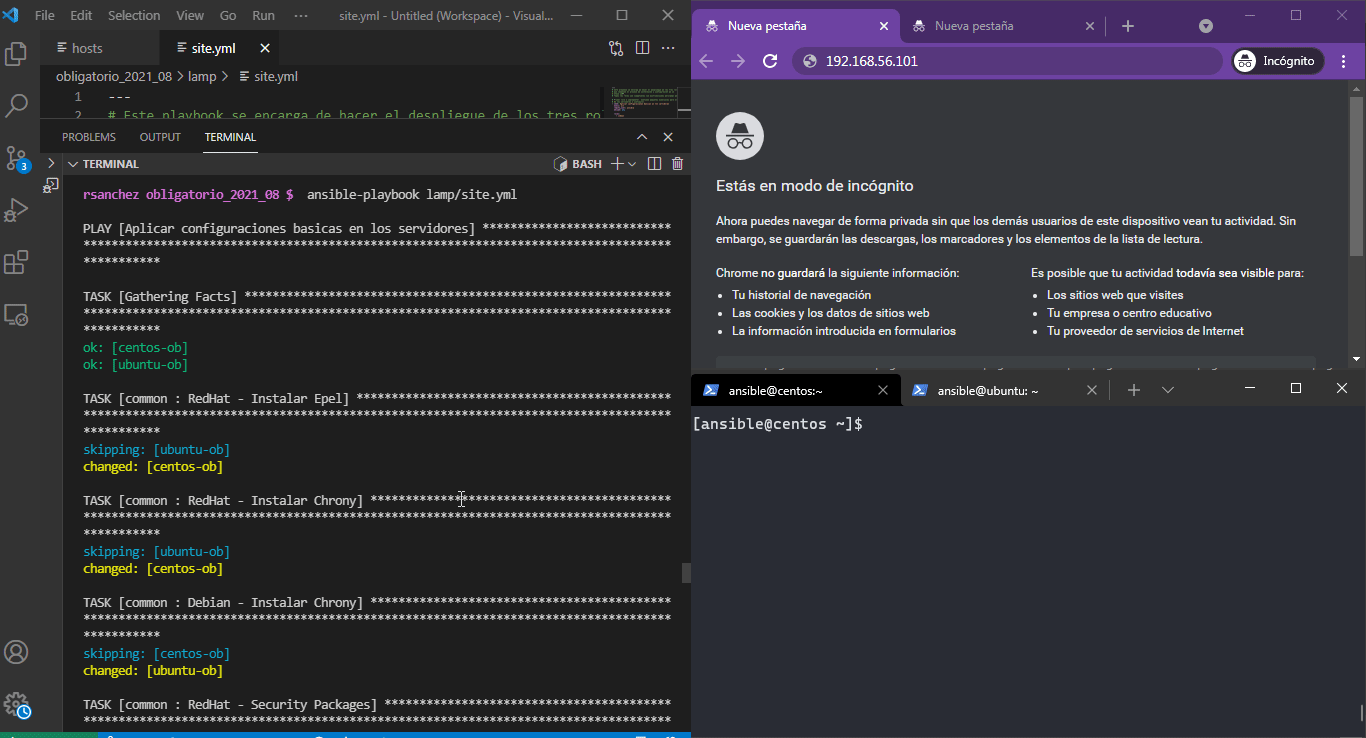 File Edit Selection View Go Run ··· site.yml - Untitled (Workspace) - Visual...
hosts site.yml
obligatorio_2021_08 > lamp > site.yml
1 ---
2 # Este playbook se encarga de hacer el despliegue de los tres ro
PROBLEMS OUTPUT TERMINAL
TERMINAL BASH
3
rsanchez obligatorio_2021_08 $ ansible-playbook lamp/site.yml
PLAY [Aplicar configuraciones basicas en los servidores] ***************************
************************************************************************************
***********
TASK [Gathering Facts] *************************************************************
************************************************************************************
***********
ok: [centos-ob]
ok: [ubuntu-ob]
TASK [common : RedHat - Instalar Epel] *********************************************
************************************************************************************
***********
skipping: [ubuntu-ob]
changed: [centos-ob]
TASK [common : RedHat - Instalar Chrony] *******************************************
************************************************************************************
***********
skipping: [ubuntu-ob]
changed: [centos-ob]
TASK [common : Debian - Instalar Chrony] *******************************************
************************************************************************************
***********
skipping: [centos-ob]
changed: [ubuntu-ob]
TASK [common : RedHat - Security Packages] *****************************************
************************************************************************************
Nueva pestaña Nueva pestaña
192.168.56.101 Incógnito
Estás en modo de incógnito
Ahora puedes navegar de forma privada sin que los demás usuarios de este dispositivo vean tu actividad. Sin
embargo, se guardarán las descargas, los marcadores y los elementos de la lista de lectura.
Chrome no guardará la siguiente información:
• Tu historial de navegación
• Las cookies y los datos de sitios web
• La información introducida en formularios
Es posible que tu actividad todavía sea visible para:
• Los sitios web que visites
• Tu empresa o centro educativo
• Tu proveedor de servicios de Internet
ansible@centos:~ ansible@ubuntu: ~
[ansible@centos ~]$